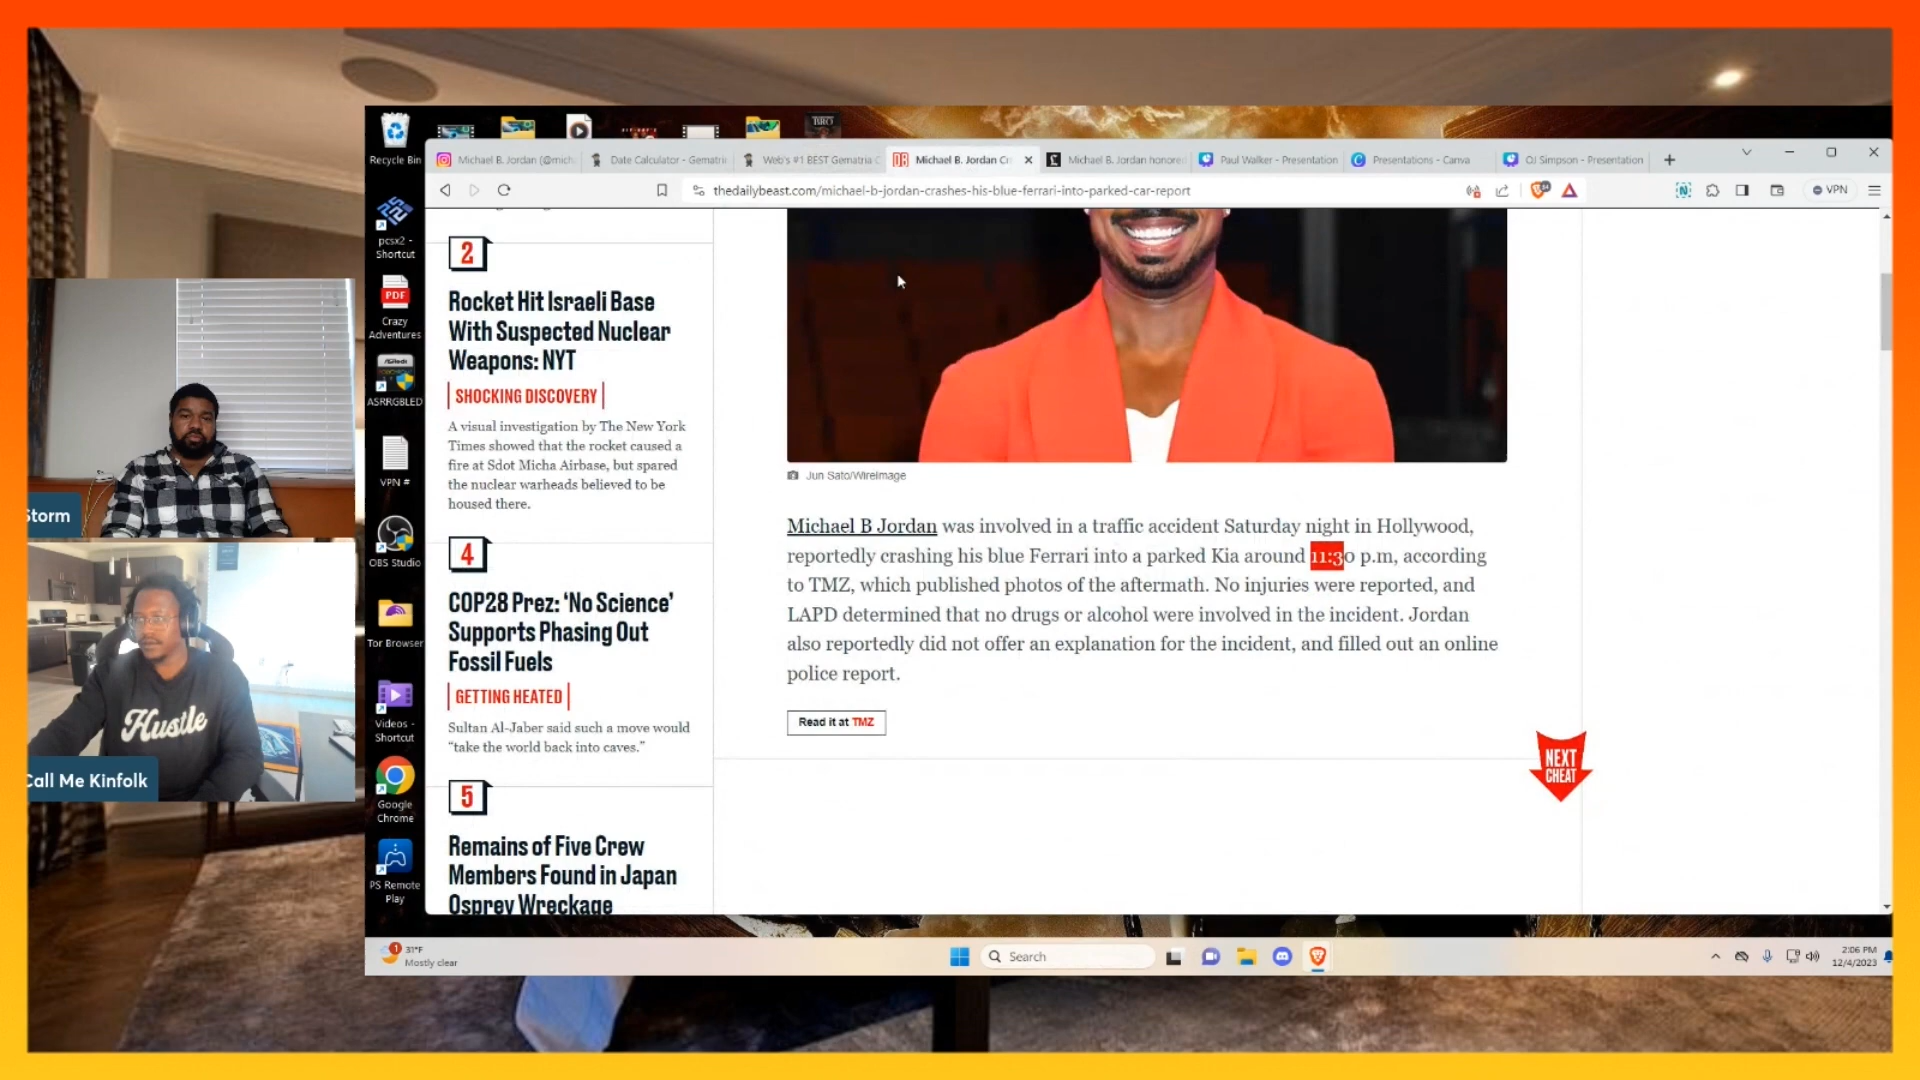 Recycle Bin
pcsx2 -
Shortcut
PDF
Crazy
Adventures
ASRRGBLED
VPN #
OBS Studio
Tor Browser
Videos -
Shortcut
Google
Chrome
PS Remote
Play
Michael B. Jordan (@mich
Date Calculator - Gematri
Web's #1 BEST Gematria C
Michael B. Jordan Cr
Michael B. Jordan honored
Paul Walker - Presentation
Presentations - Canva
OJ Simpson - Presentation
thedailybeast.com/michael-b-jordan-crashes-his-blue-ferrari-into-parked-car-report
VPN
2
Rocket Hit Israeli Base
With Suspected Nuclear
Weapons: NYT
SHOCKING DISCOVERY
A visual investigation by The New York
Times showed that the rocket caused a
fire at Sdot Micha Airbase, but spared
the nuclear warheads believed to be
housed there.
4
COP28 Prez: ‘No Science’
Supports Phasing Out
Fossil Fuels
GETTING HEATED
Sultan Al-Jaber said such a move would
“take the world back into caves.”
5
Remains of Five Crew
Members Found in Japan
Osprey Wreckage
Jun Sato/WireImage
Michael B Jordan was involved in a traffic accident Saturday night in Hollywood,
reportedly crashing his blue Ferrari into a parked Kia around 11:30 p.m, according
to TMZ, which published photos of the aftermath. No injuries were reported, and
LAPD determined that no drugs or alcohol were involved in the incident. Jordan
also reportedly did not offer an explanation for the incident, and filled out an online
police report.
Read it at TMZ
NEXT
CHEAT
Storm
Hustle
Call Me Kinfolk
1
31°F
Mostly clear
Search
2:06 PM
12/4/2023